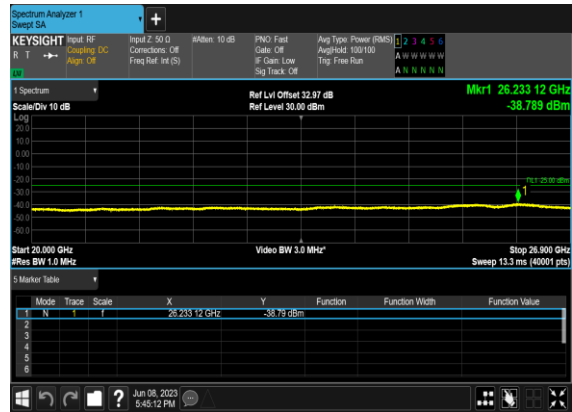 Spectrum Analyzer 1
Swept SA
KEYSIGHT
R T
Input: RF
Coupling: DC
Align: Off
Input Z: 50 Ω
Corrections: Off
Freq Ref: Int (S)
#Atten: 10 dB
PNO: Fast
Gate: Off
IF Gain: Low
Sig Track: Off
Avg Type: Power (RMS)
Avg|Hold: 100/100
Trig: Free Run
1 2 3 4 5 6
A W W W W W
A N N N N N
1 Spectrum
Scale/Div 10 dB
Ref Lvl Offset 32.97 dB
Ref Level 30.00 dBm
Mkr1 26.233 12 GHz
-38.789 dBm
Log
20.0
10.0
0.00
-10.0
-20.0
-30.0
-40.0
-50.0
-60.0
DL1 -25.00 dBm
1
Start 20.000 GHz
#Res BW 1.0 MHz
Video BW 3.0 MHz*
Stop 26.900 GHz
Sweep 13.3 ms (40001 pts)
5 Marker Table
Mode Trace Scale X Y Function Function Width Function Value
1 N 1 f 26.233 12 GHz -38.79 dBm
2
3
4
5
6
?
Jun 08, 2023
5:45:12 PM